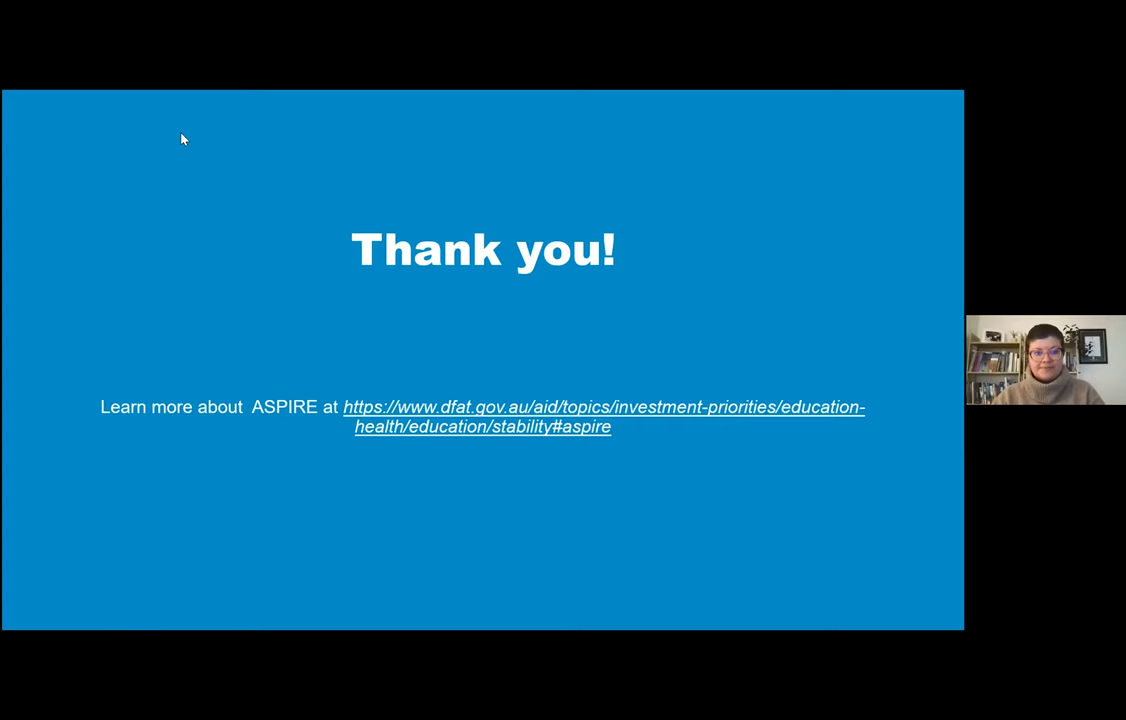 Thank you!
Learn more about  ASPIRE at https://www.dfat.gov.au/aid/topics/investment-priorities/education-
health/education/stability#aspire